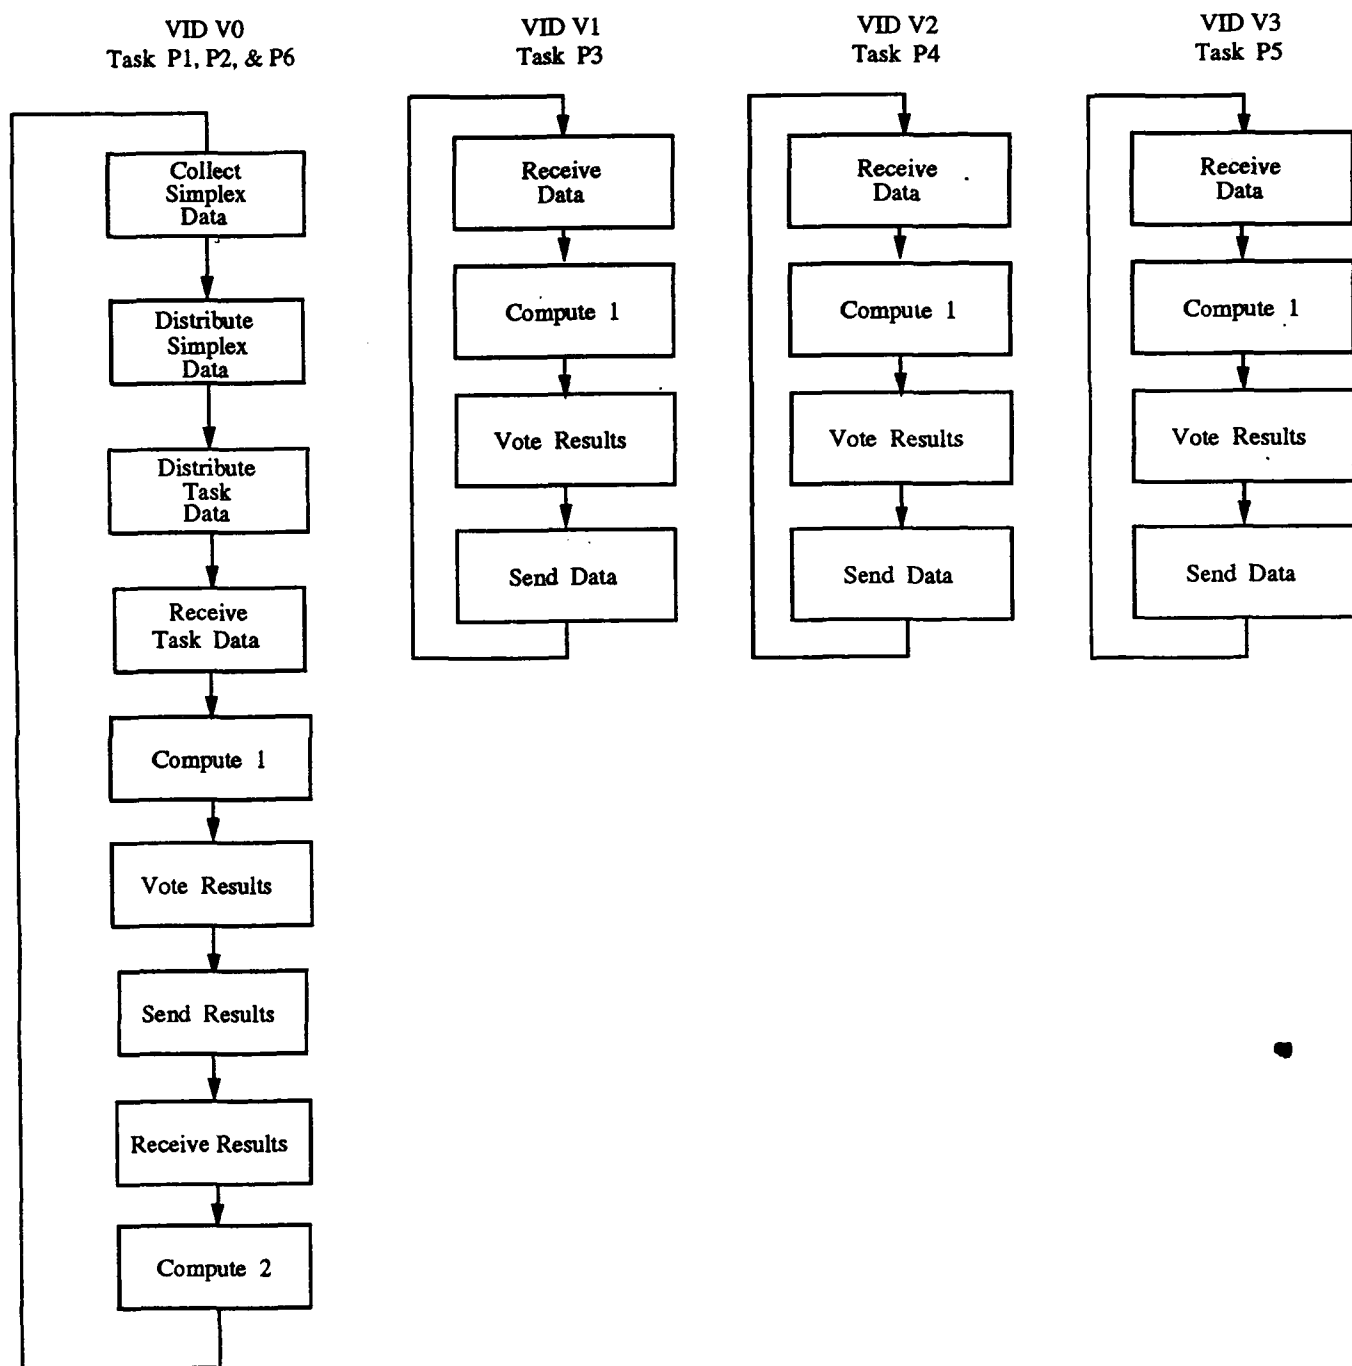 VID V0
Task P1, P2, & P6
Collect
Simplex
Data
Distribute
Simplex
Data
Distribute
Task
Data
Receive
Task Data
Compute 1
Vote Results
Send Results
Receive Results
Compute 2
VID V1
Task P3
Receive
Data
Compute 1
Vote Results
Send Data
VID V2
Task P4
Receive
Data
Compute 1
Vote Results
Send Data
VID V3
Task P5
Receive
Data
Compute 1
Vote Results
Send Data